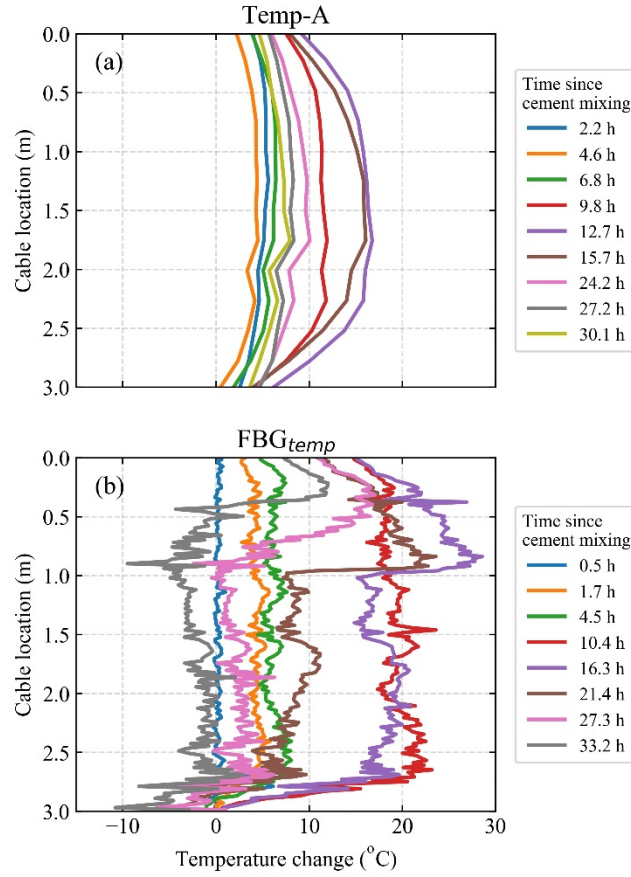 Temp-A
(a)
0.0
0.5
1.0
1.5
2.0
2.5
3.0
Cable location (m)
Time since
cement mixing
2.2 h
4.6 h
6.8 h
9.8 h
12.7 h
15.7 h
24.2 h
27.2 h
30.1 h
FBG_temp
(b)
0.0
0.5
1.0
1.5
2.0
2.5
3.0
Cable location (m)
−10
0
10
20
30
Temperature change (°C)
Time since
cement mixing
0.5 h
1.7 h
4.5 h
10.4 h
16.3 h
21.4 h
27.3 h
33.2 h